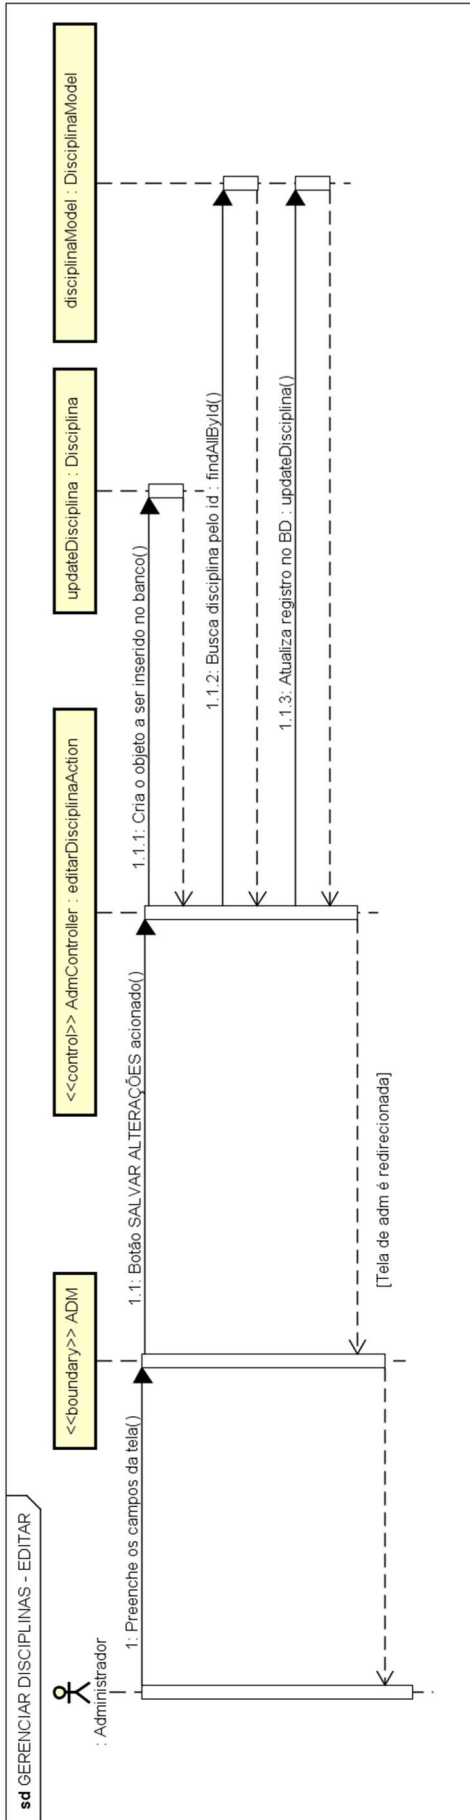 sd GERENCIAR DISCIPLINAS - EDITAR
: Administrador
<<boundary>> ADM
<<control>> AdmController : editarDisciplinaAction
updateDisciplina : Disciplina
disciplinaModel : DisciplinaModel
1: Preenche os campos da tela()
1.1: Botão SALVAR ALTERAÇÕES acionado()
1.1.1: Cria o objeto a ser inserido no banco()
1.1.2: Busca disciplina pelo id : findAllById()
1.1.3: Atualiza registro no BD : updateDisciplina()
[Tela de adm é redirecionada]